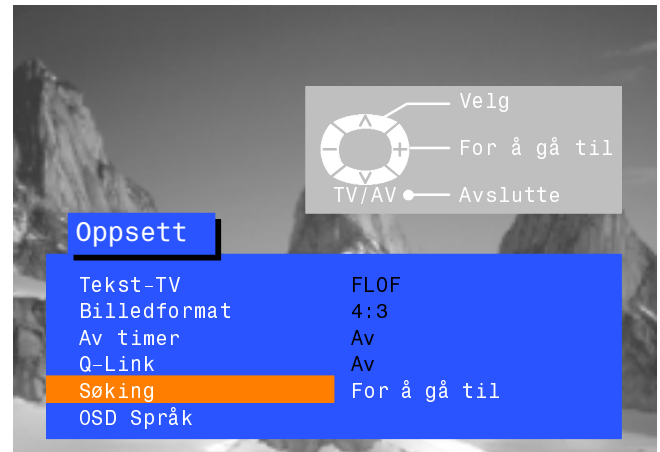 Velg
For å gå til
TV/AV Avslutte
Oppsett
Tekst-TV FLOF
Billedformat 4:3
Av timer Av
Q-Link Av
Søking For å gå til
OSD Språk